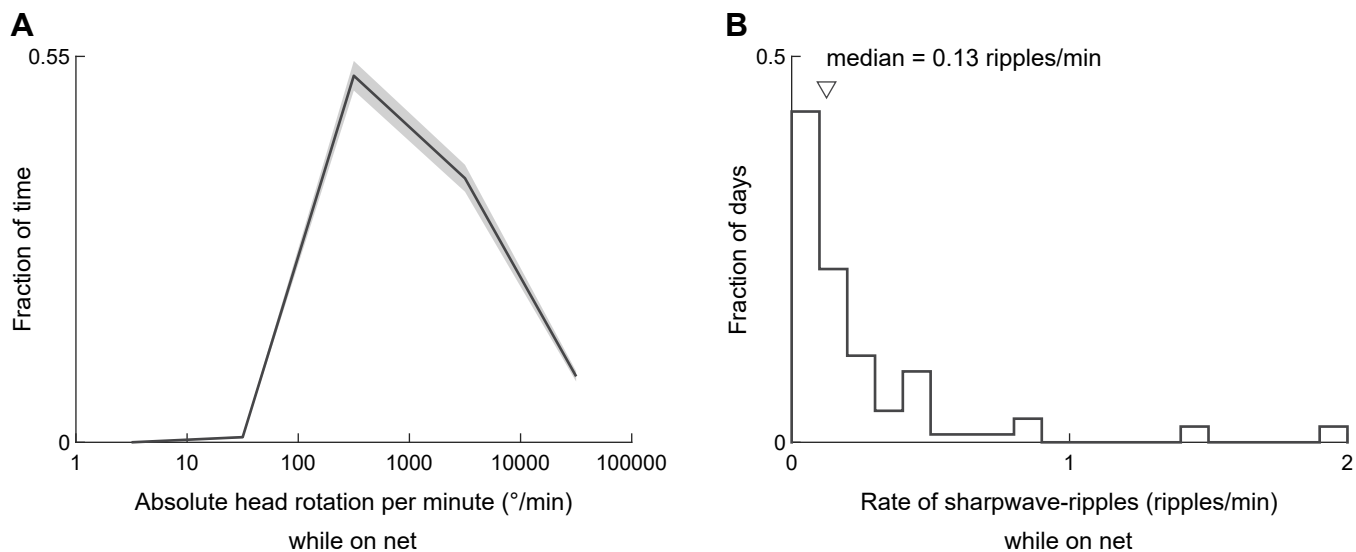 A
0.55
Fraction of time
0
1 10 100 1000 10000 100000
Absolute head rotation per minute (°/min)
while on net
B
0.5
median = 0.13 ripples/min
Fraction of days
0
0 1 2
Rate of sharpwave-ripples (ripples/min)
while on net